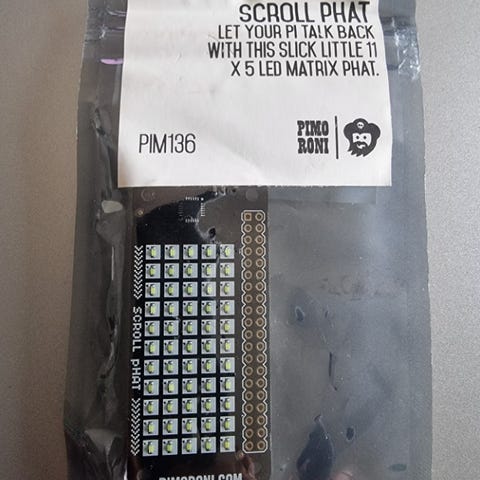 SCROLL PHAT
LET YOUR PI TALK BACK
WITH THIS SLICK LITTLE 11
X 5 LED MATRIX PHAT.
PIM136
PIMO
RONI
>>>>>>>> SCROLL pHAT >>>>>>>>
PIMORONI.COM